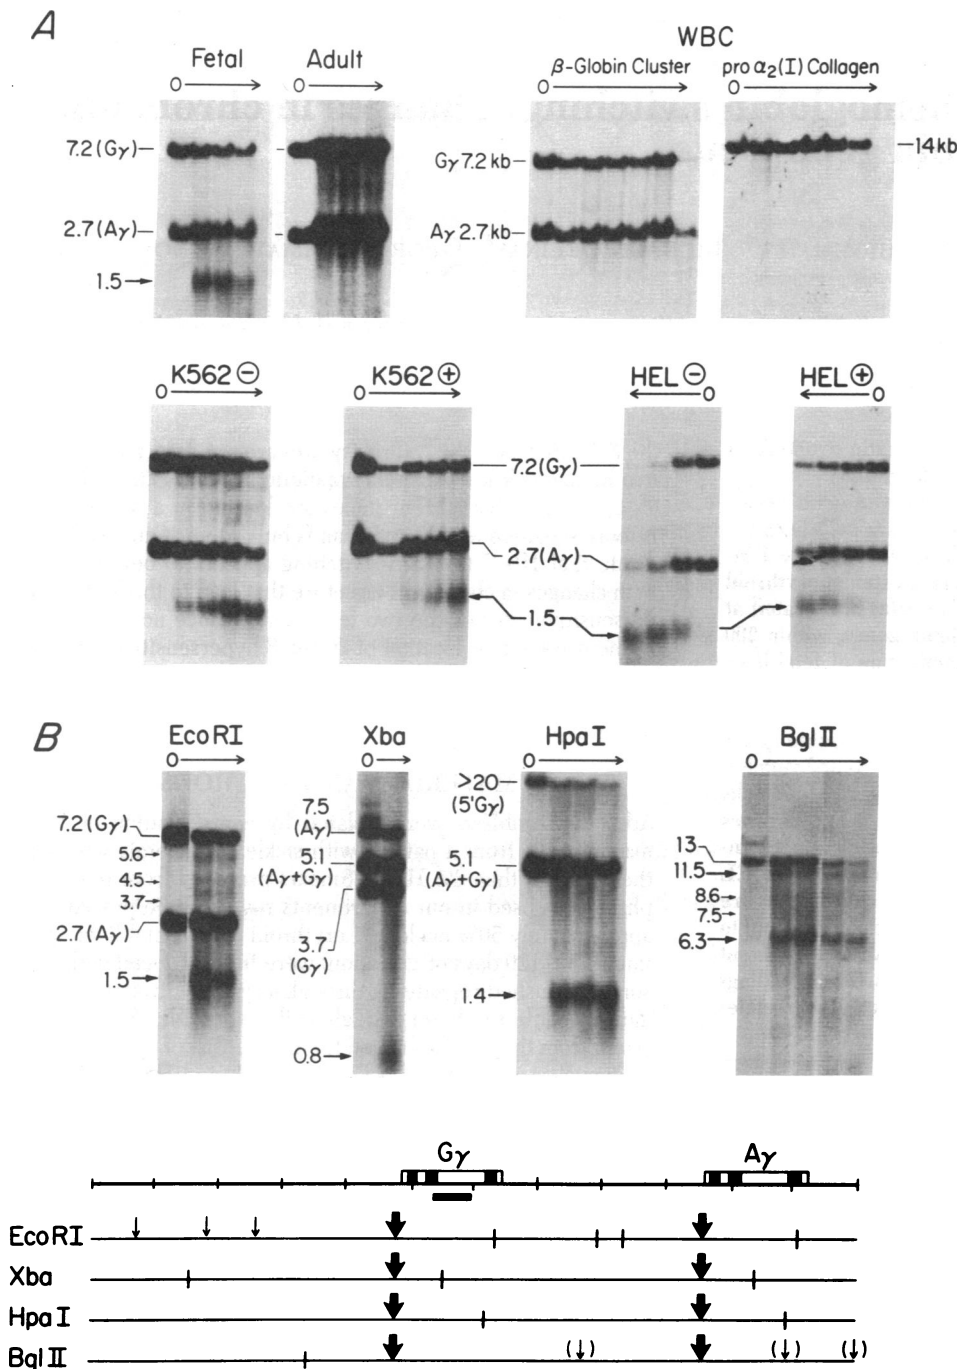 A
WBC
Fetal Adult β-Globin Cluster pro α₂(I) Collagen
O O O O
7.2 (Gγ) Gγ 7.2 kb 14 kb
2.7 (Aγ) Aγ 2.7 kb
1.5
K562 ⊖ K562 ⊕ HEL ⊖ HEL ⊕
O O O O
7.2 (Gγ)
2.7 (Aγ)
1.5
B
EcoRI Xba HpaI BglII
O O O O
7.2 (Gγ) 7.5 (Aγ) >20 (5'Gγ) 13
5.6 5.1 (Aγ+Gγ) 5.1 (Aγ+Gγ) 11.5
4.5 8.6
3.7 7.5
2.7 (Aγ) 3.7 (Gγ) 6.3
1.5 1.4
0.8
Gγ Aγ
EcoRI
Xba
HpaI
BglII (↓) (↓) (↓)